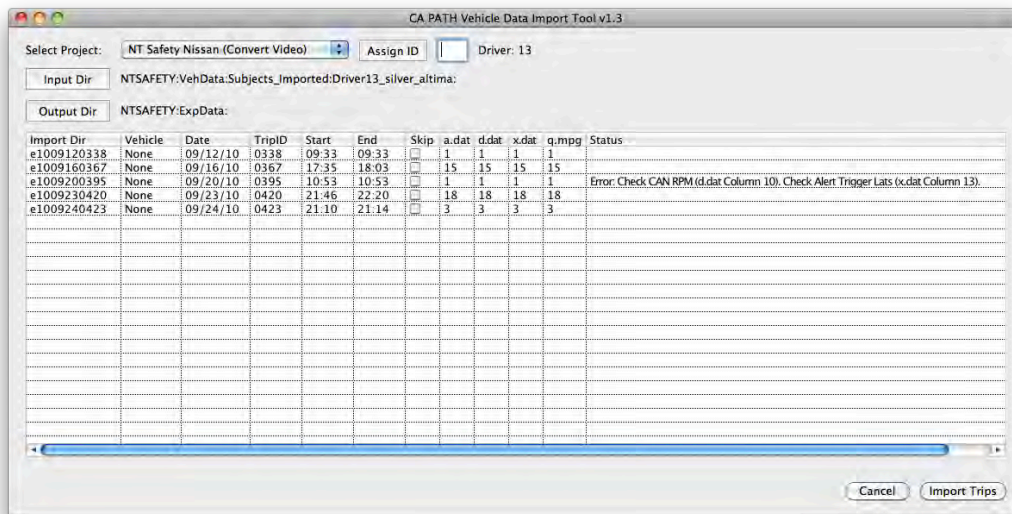 CA PATH Vehicle Data Import Tool v1.3
Select Project: NT Safety Nissan (Convert Video) Assign ID Driver: 13
Input Dir NTSAFETY:VehData:Subjects_Imported:Driver13_silver_altima:
Output Dir NTSAFETY:ExpData:
Import Dir Vehicle Date TripID Start End Skip a.dat d.dat x.dat q.mpg Status
e1009120338 None 09/12/10 0338 09:33 09:33 1 1 1 1
e1009160367 None 09/16/10 0367 17:35 18:03 15 15 15 15
e1009200395 None 09/20/10 0395 10:53 10:53 1 1 1 1 Error: Check CAN RPM (d.dat Column 10). Check Alert Trigger Lats (x.dat Column 13).
e1009230420 None 09/23/10 0420 21:46 22:20 18 18 18 18
e1009240423 None 09/24/10 0423 21:10 21:14 3 3 3 3
Cancel Import Trips